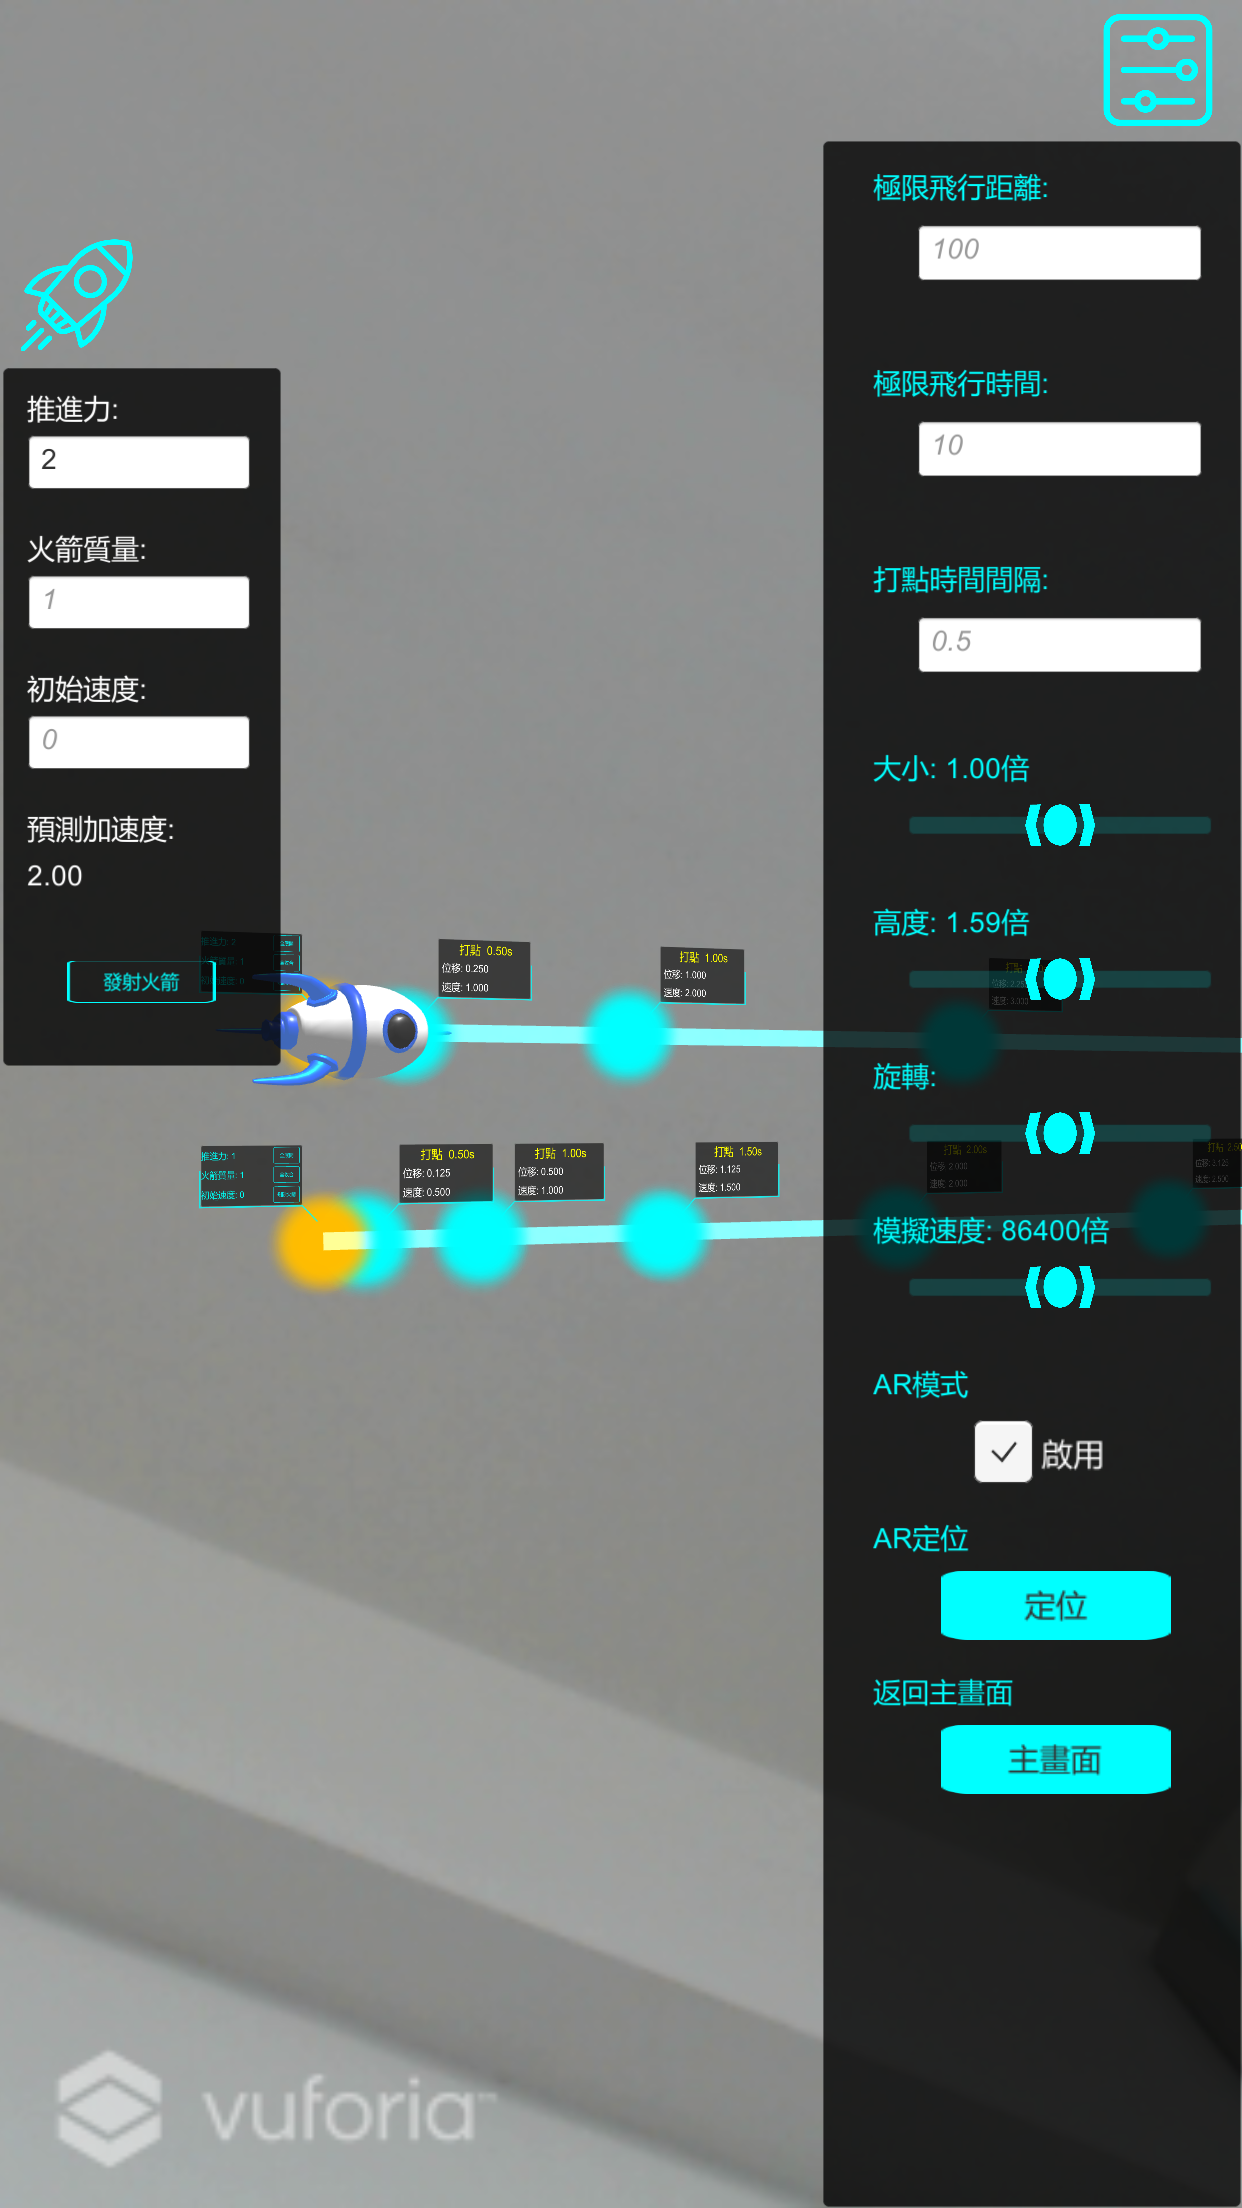 極限飛行距離:
100
極限飛行時間:
10
打點時間間隔:
0.5
大小: 1.00倍
高度: 1.59倍
旋轉:
模擬速度: 86400倍
AR模式
啟用
AR定位
定位
返回主畫面
主畫面
推進力:
2
火箭質量:
1
初始速度:
0
預測加速度:
2.00
發射火箭
推進力: 2
打點 0.50s
位移: 0.250
速度: 1.000
打點 1.00s
位移: 1.000
速度: 2.000
推進力: 1
火箭質量: 1
初始速度: 0
打點 0.50s
位移: 0.125
速度: 0.500
打點 1.00s
位移: 0.500
速度: 1.000
打點 1.50s
位移: 1.125
速度: 1.500
打點 2.00s
位移: 2.000
速度: 2.000
vuforia™